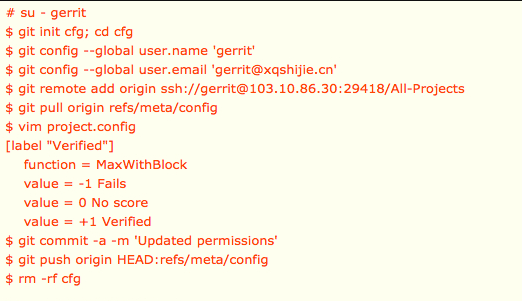 # su - gerrit
$ git init cfg; cd cfg
$ git config --global user.name 'gerrit'
$ git config --global user.email 'gerrit@xqshijie.cn'
$ git remote add origin ssh://gerrit@103.10.86.30:29418/All-Projects
$ git pull origin refs/meta/config
$ vim project.config
[label "Verified"]
    function = MaxWithBlock
    value = -1 Fails
    value = 0 No score
    value = +1 Verified
$ git commit -a -m 'Updated permissions'
$ git push origin HEAD:refs/meta/config
$ rm -rf cfg